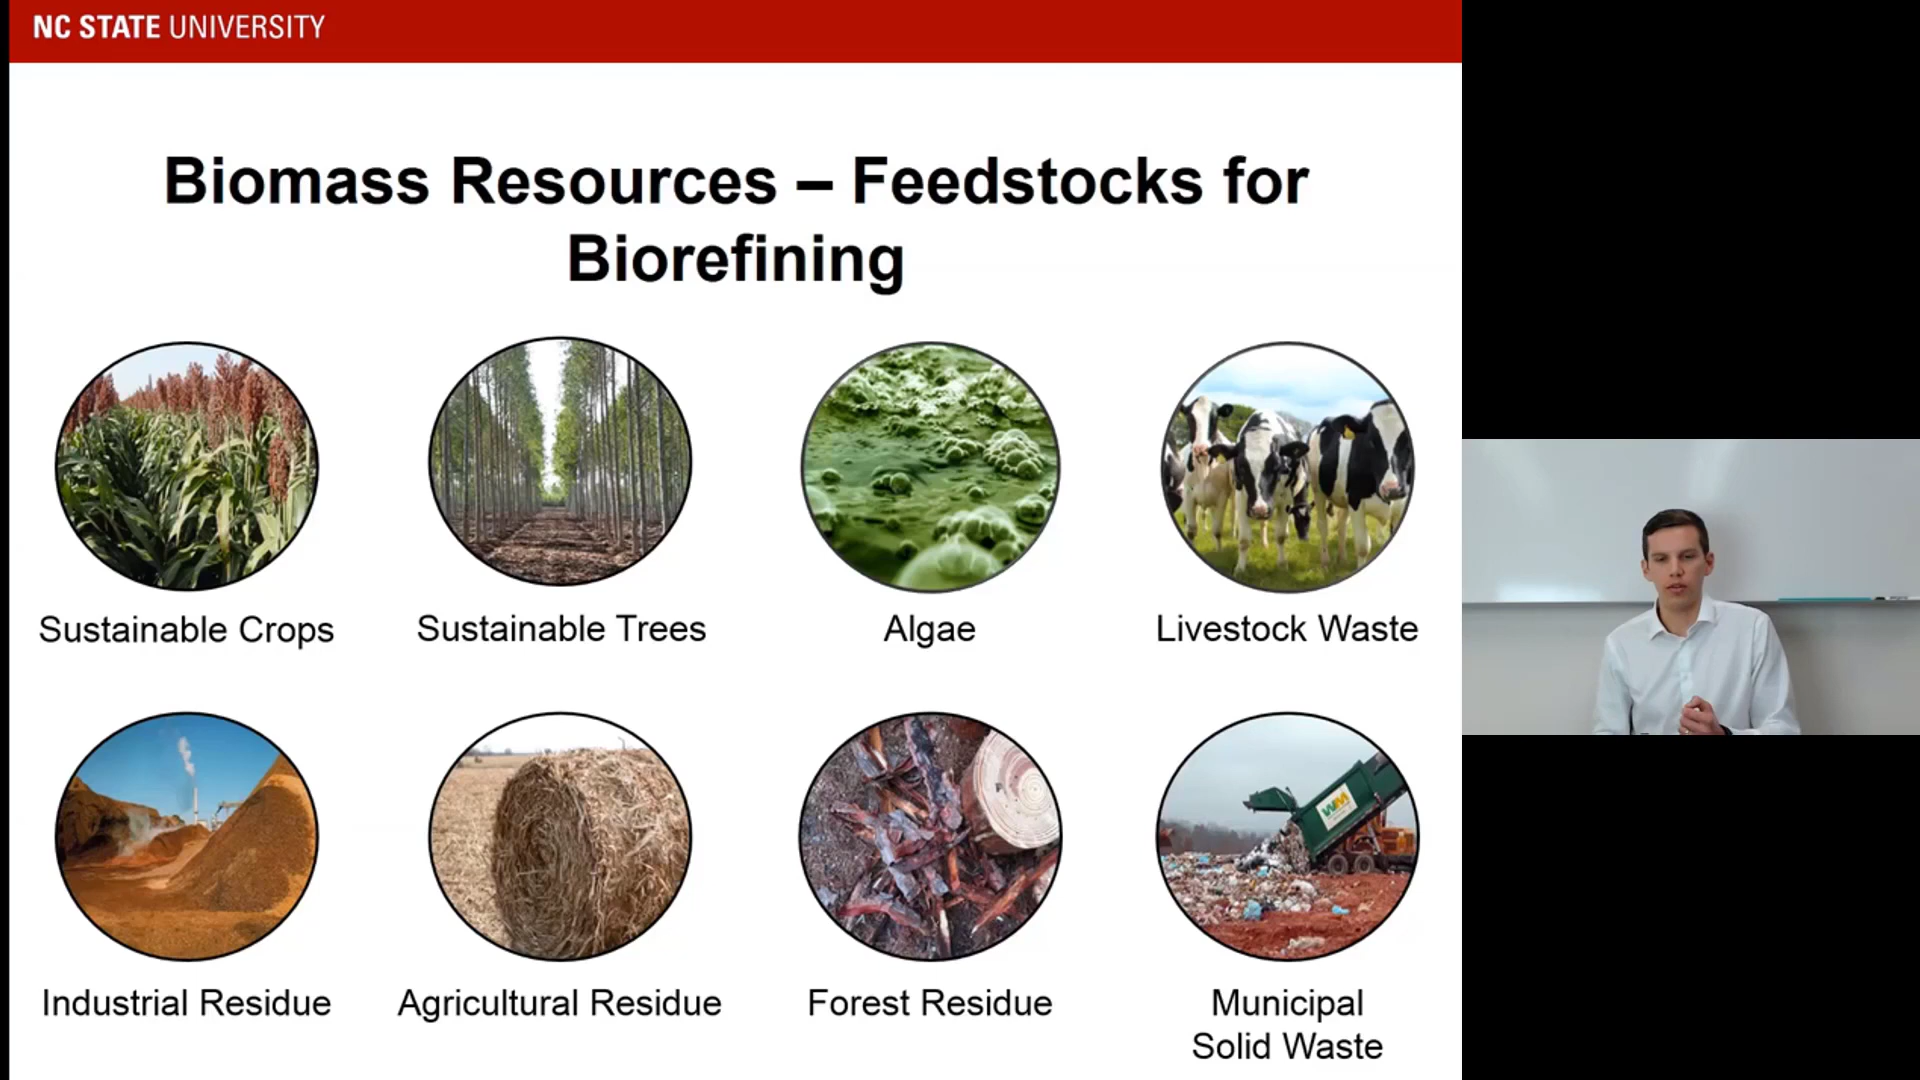 NC STATE UNIVERSITY
Biomass Resources – Feedstocks for
Biorefining
Sustainable Crops
Sustainable Trees
Algae
Livestock Waste
WM
Industrial Residue
Agricultural Residue
Forest Residue
Municipal
Solid Waste